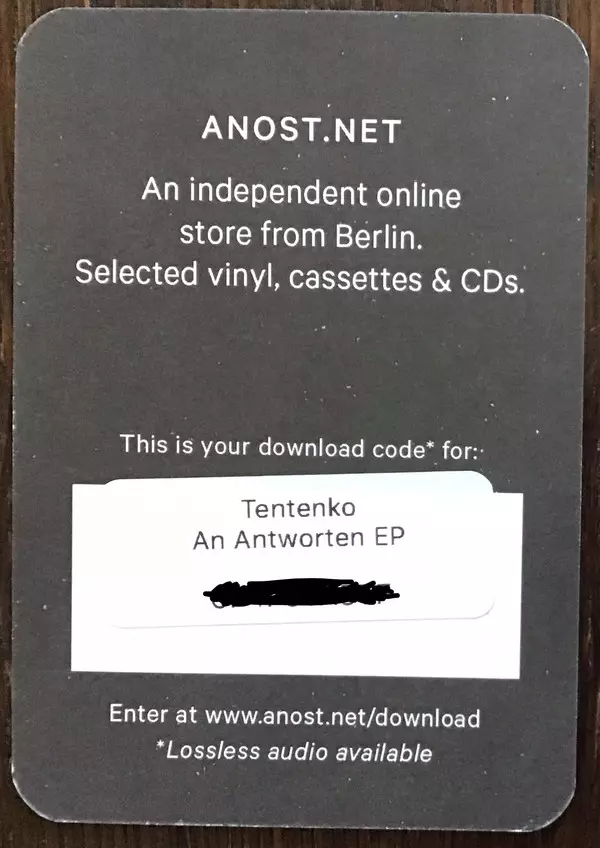 ANOST.NET
An independent online
store from Berlin.
Selected vinyl, cassettes & CDs.
This is your download code* for:
Tentenko
An Antworten EP
Enter at www.anost.net/download
*Lossless audio available